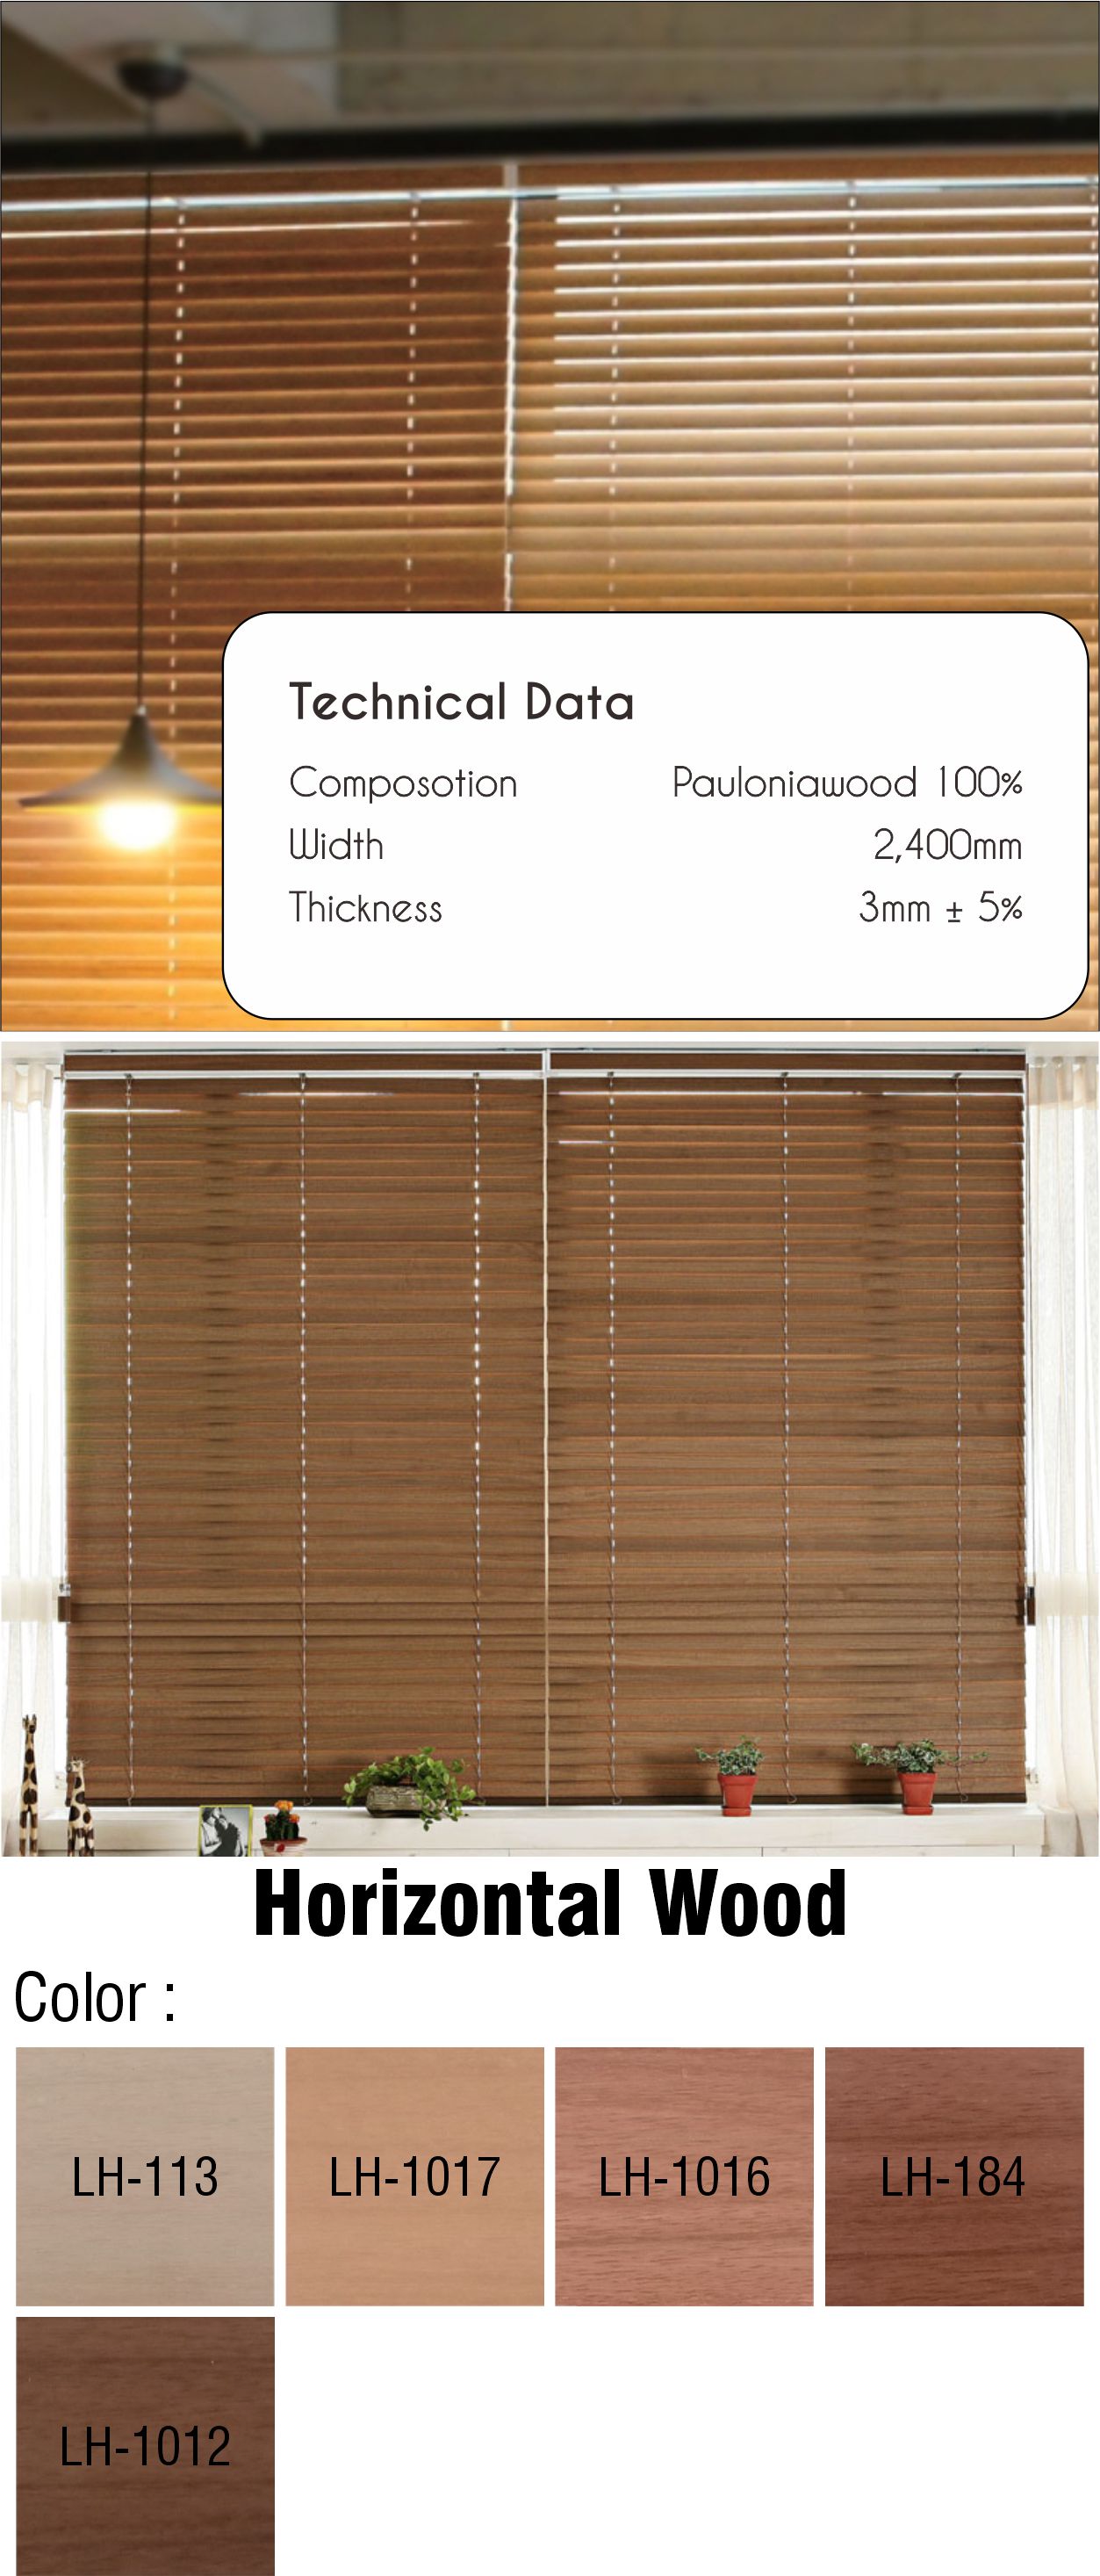 Technical Data
Composotion Pauloniawood 100%
Width 2,400mm
Thickness 3mm ± 5%
Horizontal Wood
Color :
LH-113 LH-1017 LH-1016 LH-184
LH-1012